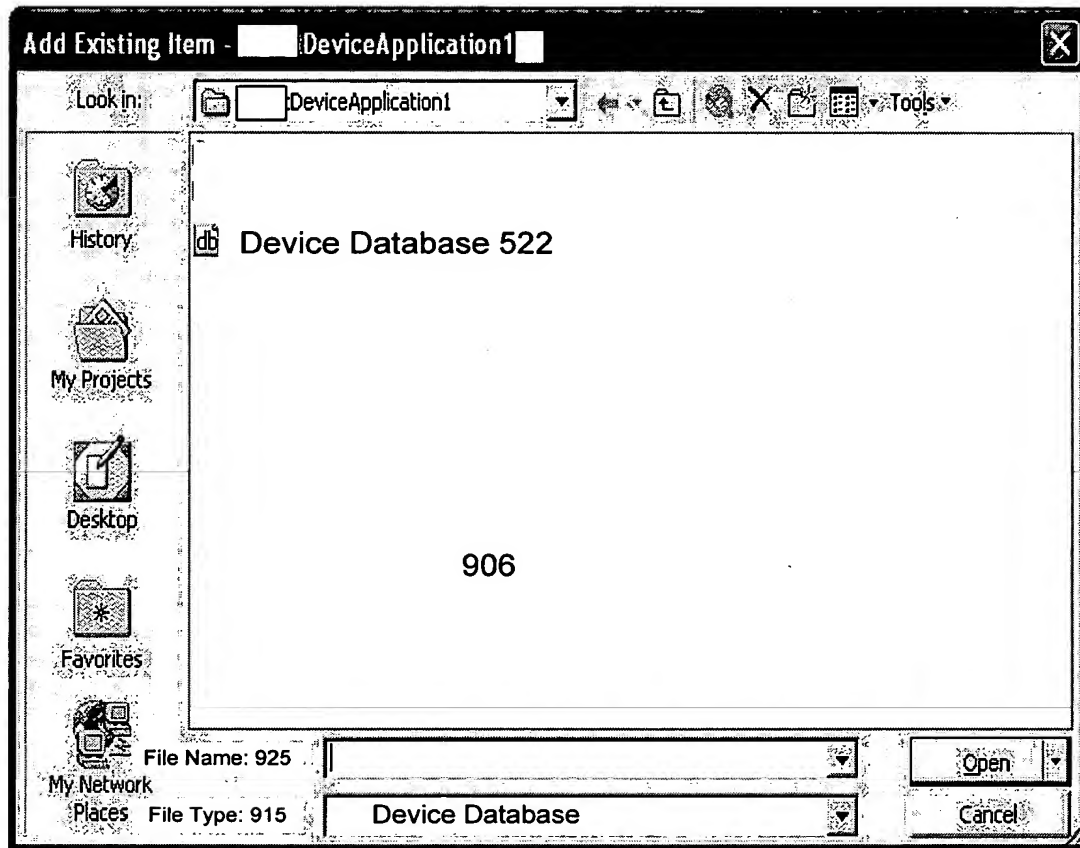 Add Existing Item - DeviceApplication1
Look in: DeviceApplication1 Tools
History
Device Database 522
My Projects
Desktop
906
Favorites
My Network Places
File Name: 925
Open
File Type: 915 Device Database
Cancel